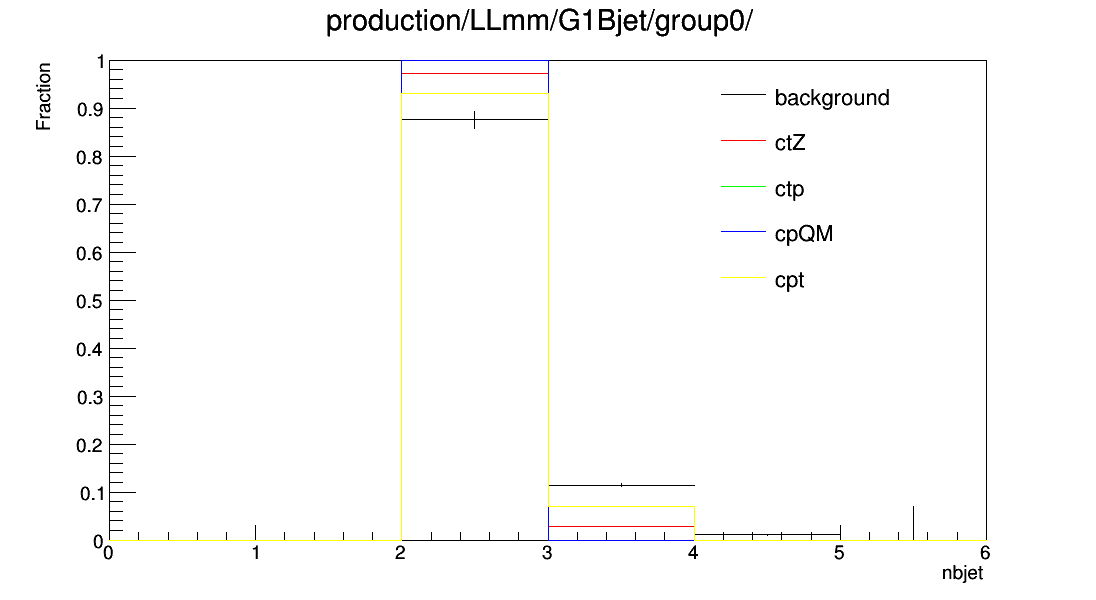 production/LLmm/G1Bjet/group0/
Fraction
1
0.9
0.8
0.7
0.6
0.5
0.4
0.3
0.2
0.1
0
background
ctZ
ctp
cpQM
cpt
0 1 2 3 4 5 6
nbjet